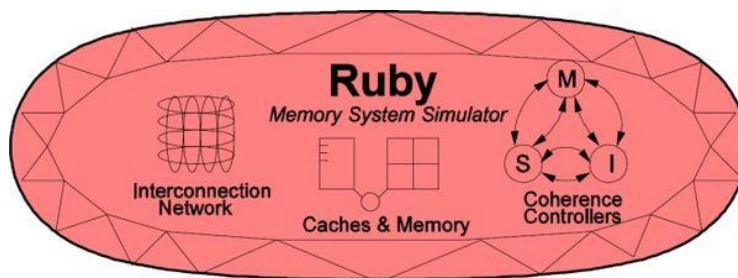 Ruby
Memory System Simulator
Interconnection
Network
Caches & Memory
M
S
I
Coherence
Controllers